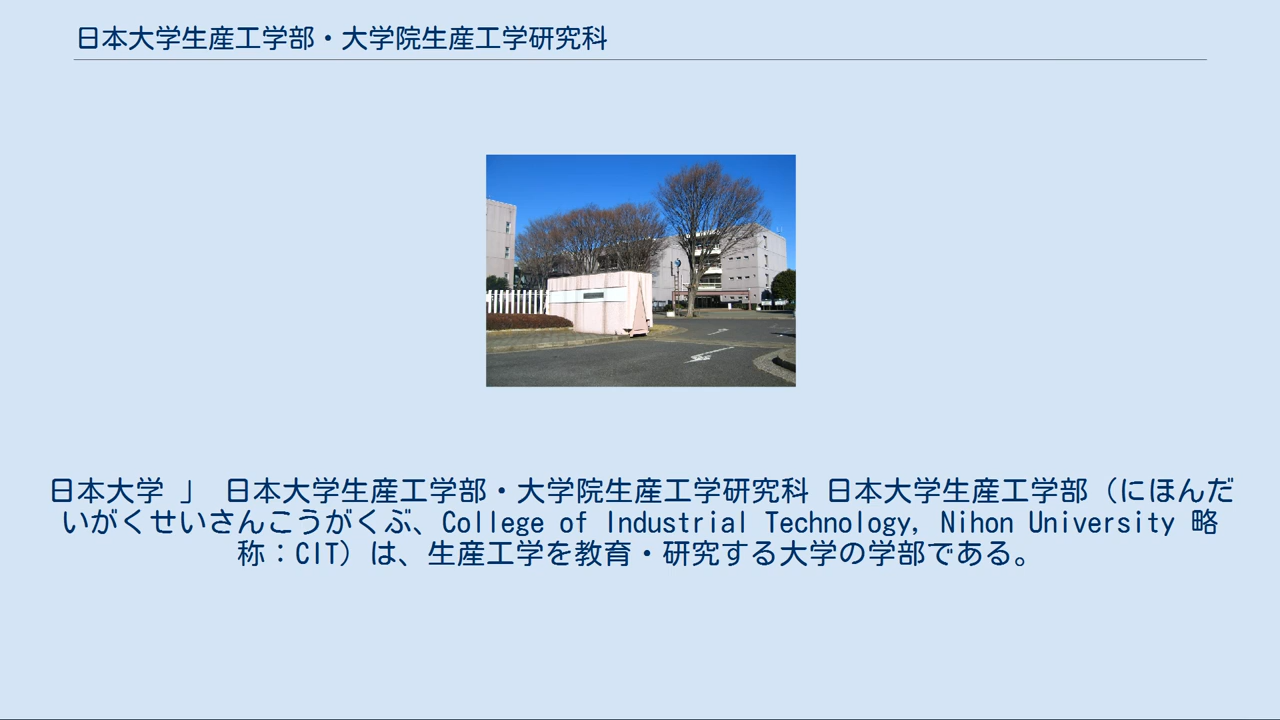 日本大学生産工学部・大学院生産工学研究科
日本大学 」 日本大学生産工学部・大学院生産工学研究科 日本大学生産工学部（にほんだ
いがくせいさんこうがくぶ、College of Industrial Technology, Nihon University 略
称：CIT）は、生産工学を教育・研究する大学の学部である。